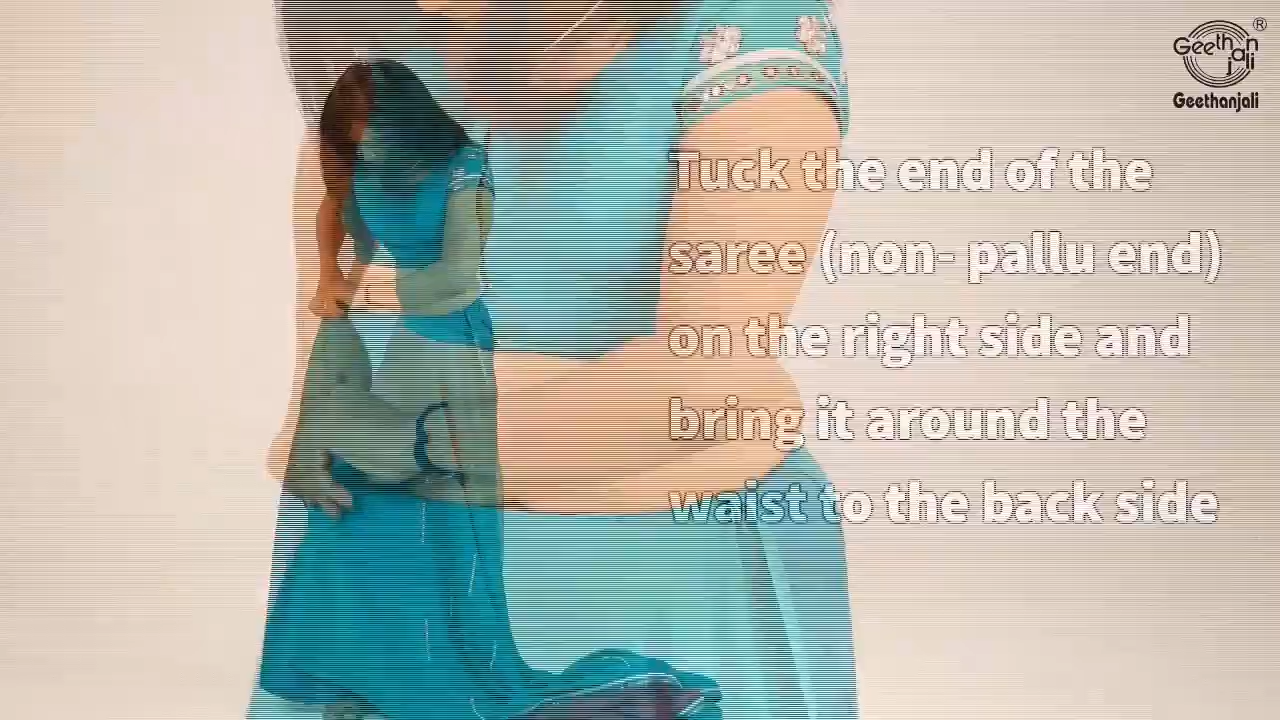 Geethanjali
®
Geethanjali
Tuck the end of the
saree (non- pallu end)
on the right side and
bring it around the
waist to the back side